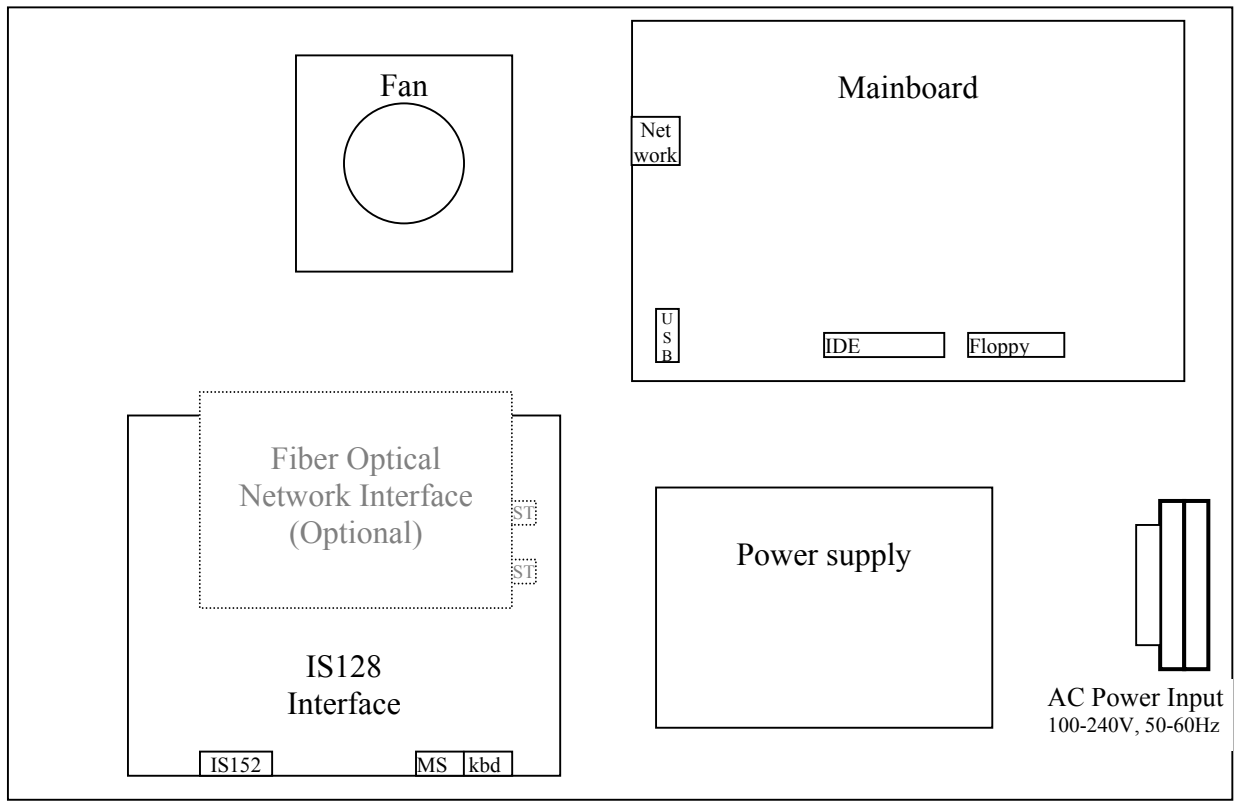 Fan
Mainboard
Net
work
U
S
B
IDE
Floppy
Fiber Optical
Network Interface
(Optional)
ST
ST
Power supply
IS128
Interface
AC Power Input
100-240V, 50-60Hz
IS152
MS
kbd